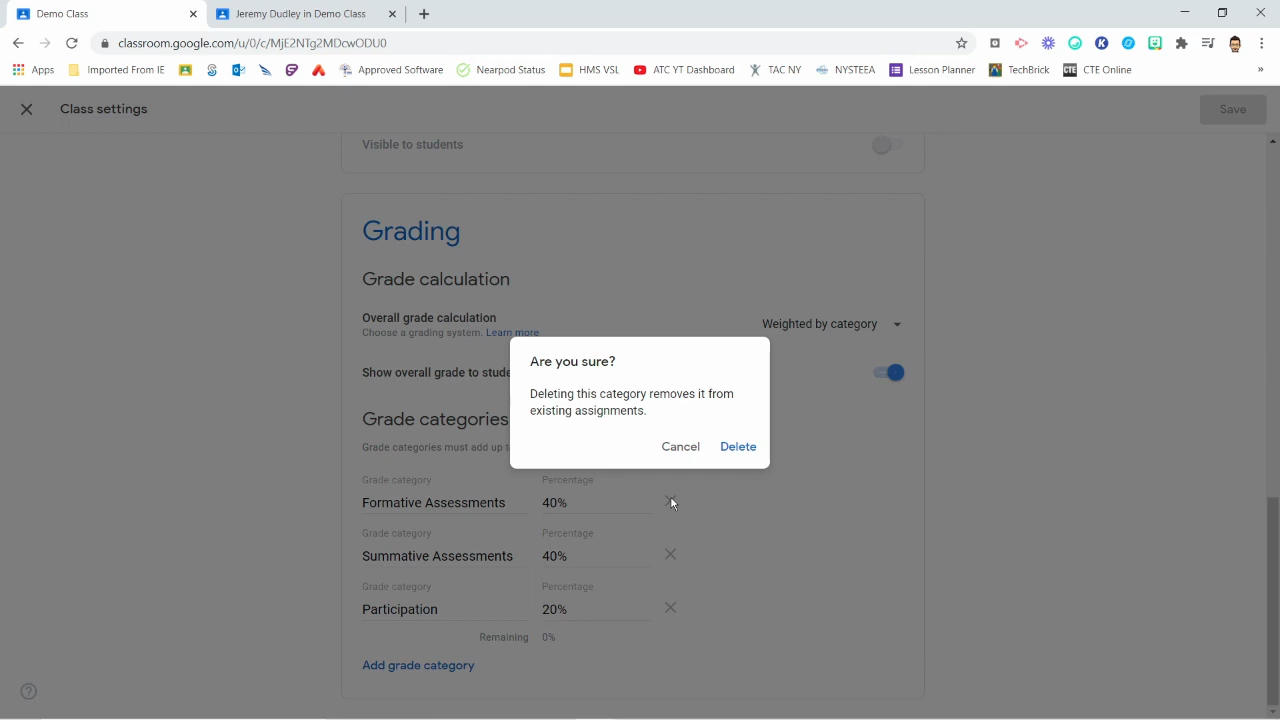 Demo Class
Jeremy Dudley in Demo Class
classroom.google.com/u/0/c/MjE2NTg2MDcwODU0
Apps
Imported From IE
Approved Software
Nearpod Status
HMS VSL
ATC YT Dashboard
TAC NY
NYSTEEA
Lesson Planner
TechBrick
CTE
CTE Online
»
Class settings
Save
Visible to students
Grading
Grade calculation
Overall grade calculation
Choose a grading system. Learn more
Weighted by category
Show overall grade to stude
Are you sure?
Deleting this category removes it from
existing assignments.
Cancel Delete
Grade categories
Grade categories must add up t
Grade category Percentage
Formative Assessments 40%
Grade category Percentage
Summative Assessments 40%
Grade category Percentage
Participation 20%
Remaining 0%
Add grade category